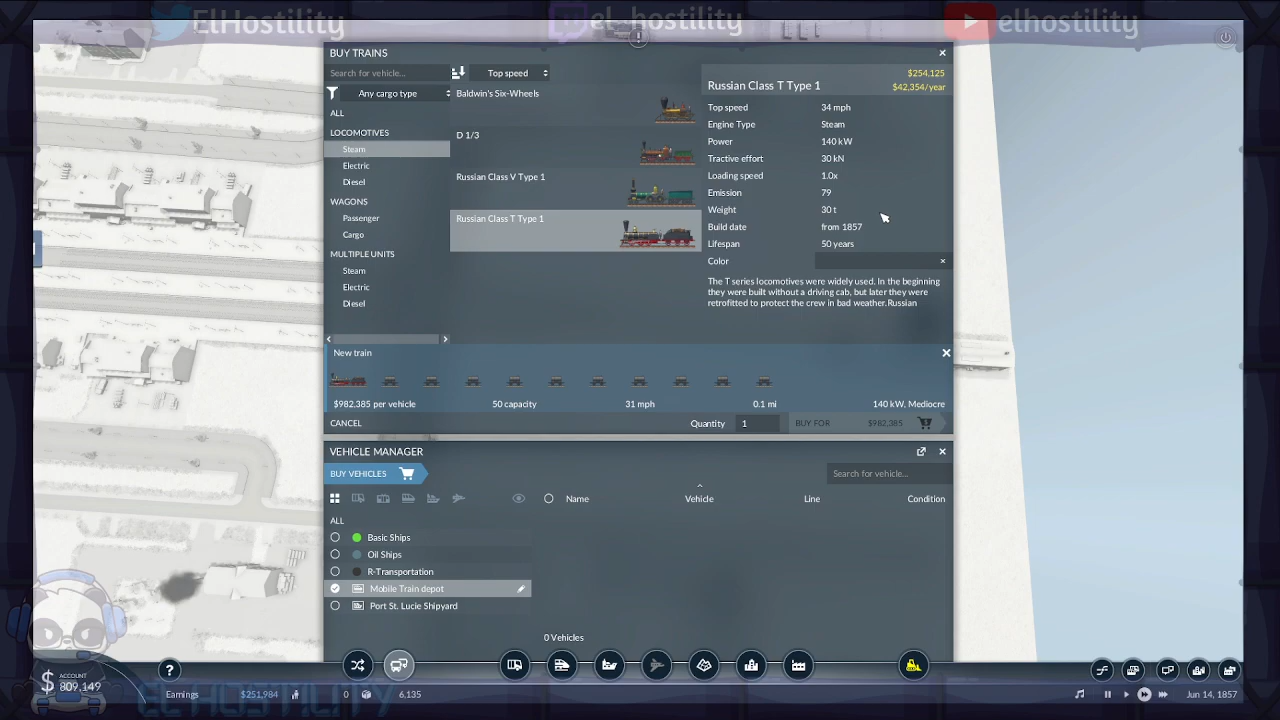 ElHostility
el_hostility
elhostility
BUY TRAINS
Search for vehicle...
Top speed
Any cargo type
ALL
LOCOMOTIVES
Steam
Electric
Diesel
WAGONS
Passenger
Cargo
MULTIPLE UNITS
Steam
Electric
Diesel
Baldwin's Six-Wheels
D 1/3
Russian Class V Type 1
Russian Class T Type 1
$254,125
Russian Class T Type 1
$42,354/year
Top speed 34 mph
Engine Type Steam
Power 140 kW
Tractive effort 30 kN
Loading speed 1.0x
Emission 79
Weight 30 t
Build date from 1857
Lifespan 50 years
Color
The T series locomotives were widely used. In the beginning
they were built without a driving cab, but later they were
retrofitted to protect the crew in bad weather.Russian
New train
$982,385 per vehicle 50 capacity 31 mph 0.1 mi 140 kW, Mediocre
CANCEL Quantity 1 BUY FOR $982,385
VEHICLE MANAGER
BUY VEHICLES Search for vehicle...
Name Vehicle Line Condition
ALL
Basic Ships
Oil Ships
R-Transportation
Mobile Train depot
Port St. Lucie Shipyard
0 Vehicles
?
$ ACCOUNT
809,149
Earnings $251,984 0 6,135 Jun 14, 1857
ELHOSTILITY